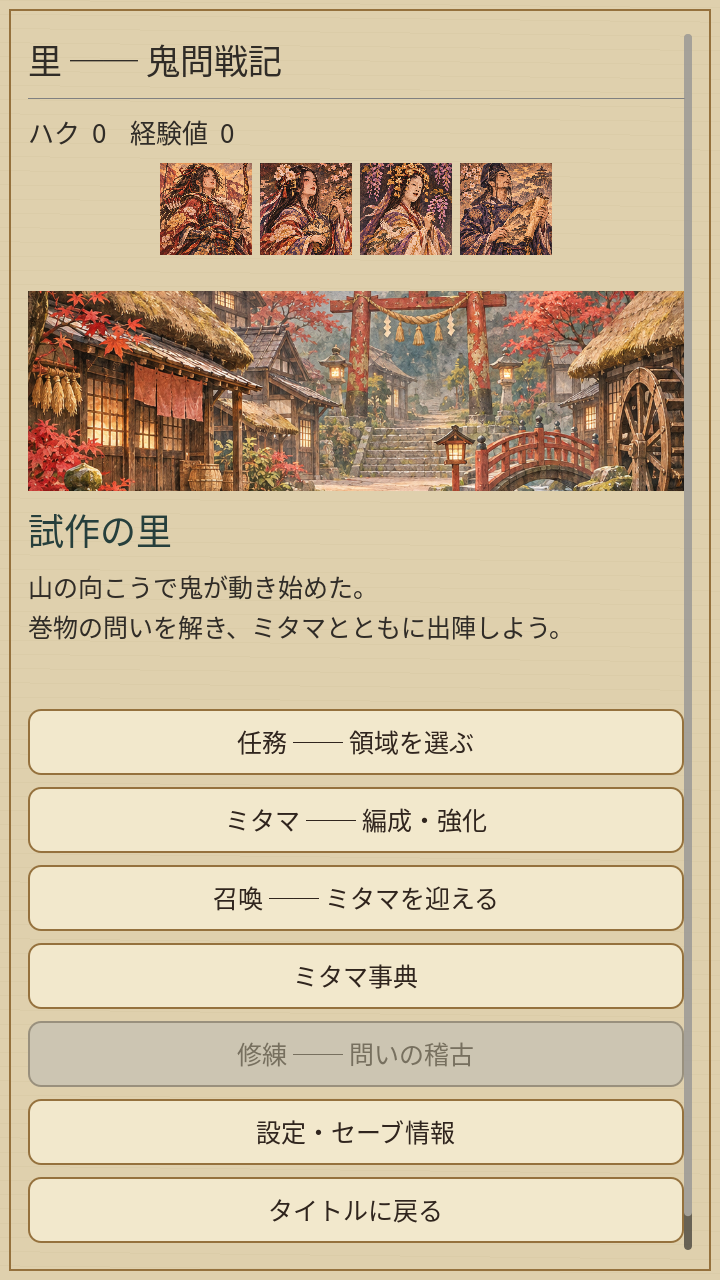 里 ── 鬼問戦記
ハク 0 経験値 0
試作の里
山の向こうで鬼が動き始めた。
巻物の問いを解き、ミタマとともに出陣しよう。
任務 ── 領域を選ぶ
ミタマ ── 編成・強化
召喚 ── ミタマを迎える
ミタマ事典
修練 ── 問いの稽古
設定・セーブ情報
タイトルに戻る